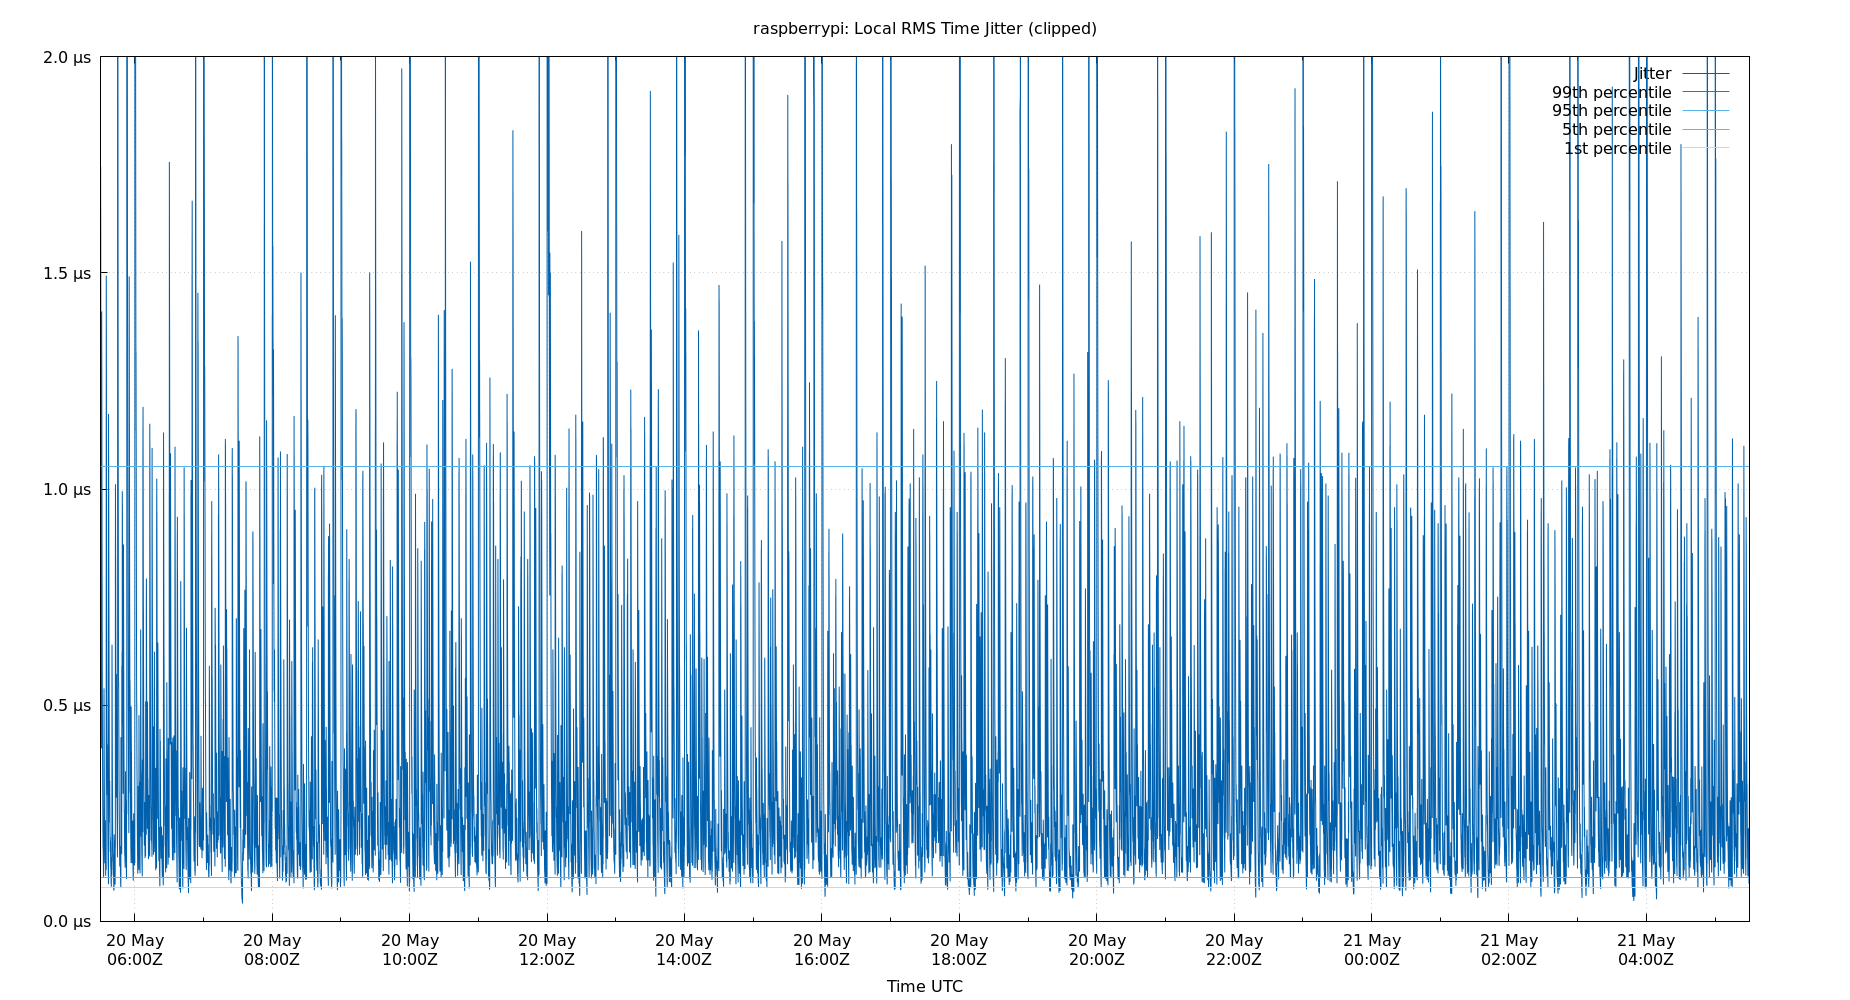 raspberrypi: Local RMS Time Jitter (clipped)
2.0 μs
1.5 μs
1.0 μs
0.5 μs
0.0 μs
Jitter
99th percentile
95th percentile
5th percentile
1st percentile
20 May 20 May 20 May 20 May 20 May 20 May 20 May 20 May 20 May 21 May 21 May 21 May
06:00Z 08:00Z 10:00Z 12:00Z 14:00Z 16:00Z 18:00Z 20:00Z 22:00Z 00:00Z 02:00Z 04:00Z
Time UTC